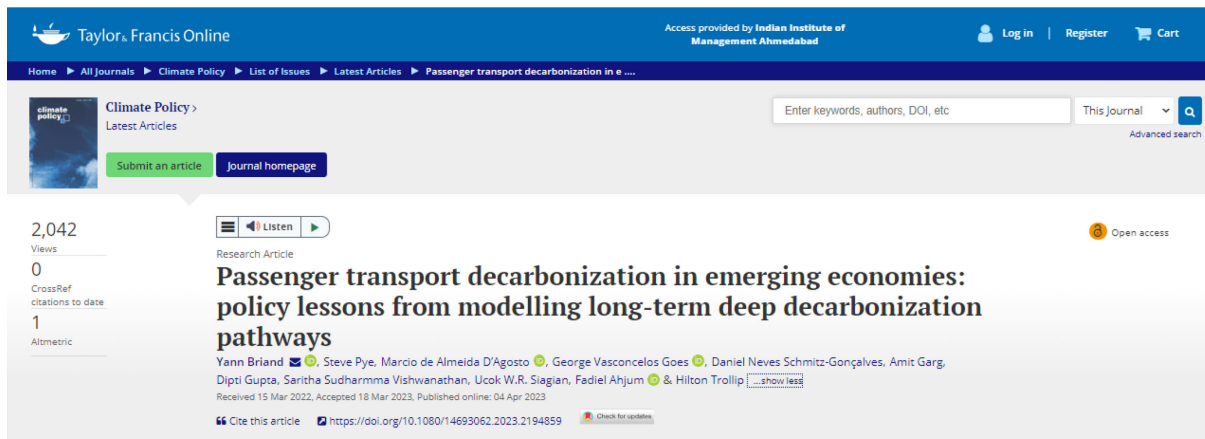 Taylor & Francis Online
Access provided by Indian Institute of
Management Ahmedabad
Log in | Register Cart
Home ▶ All Journals ▶ Climate Policy ▶ List of Issues ▶ Latest Articles ▶ Passenger transport decarbonization in e ....
climate
policy
Climate Policy >
Latest Articles
Enter keywords, authors, DOI, etc
This Journal
Advanced search
Submit an article
Journal homepage
2,042
Views
0
CrossRef
citations to date
1
Altmetric
Listen
Open access
Research Article
Passenger transport decarbonization in emerging economies:
policy lessons from modelling long-term deep decarbonization
pathways
Yann Briand, Steve Pye, Marcio de Almeida D'Agosto, George Vasconcelos Goes, Daniel Neves Schmitz-Gonçalves, Amit Garg,
Dipti Gupta, Saritha Sudharmma Vishwanathan, Ucok W.R. Siagian, Fadiel Ahjum & Hilton Trollip ...show less
Received 15 Mar 2022, Accepted 18 Mar 2023, Published online: 04 Apr 2023
Cite this article https://doi.org/10.1080/14693062.2023.2194859 Check for updates